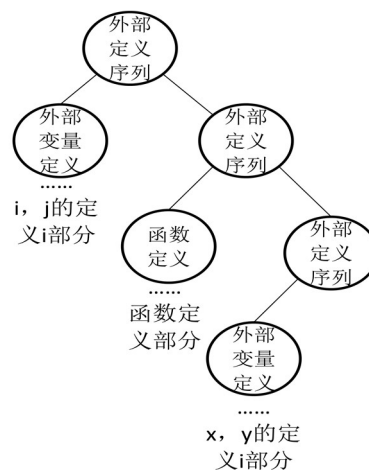 外部
定义
序列
外部
变量
定义
……
i，j的定
义i部分
外部
定义
序列
函数
定义
……
函数定
义部分
外部
定义
序列
外部
变量
定义
……
x，y的定
义i部分